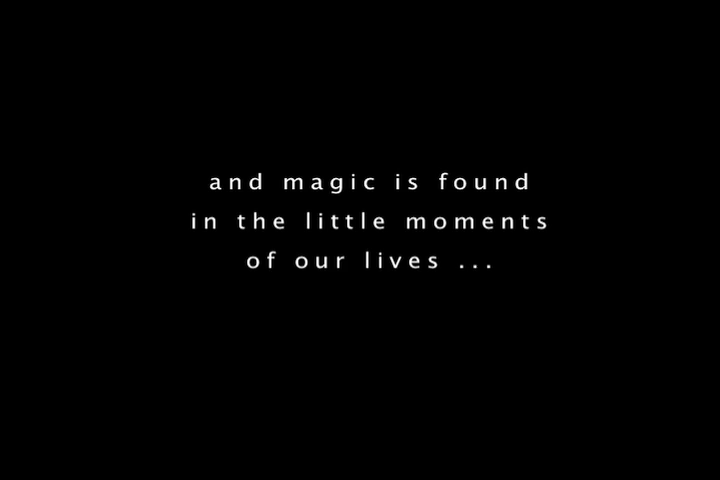 and magic is found
in the little moments
of our lives ...